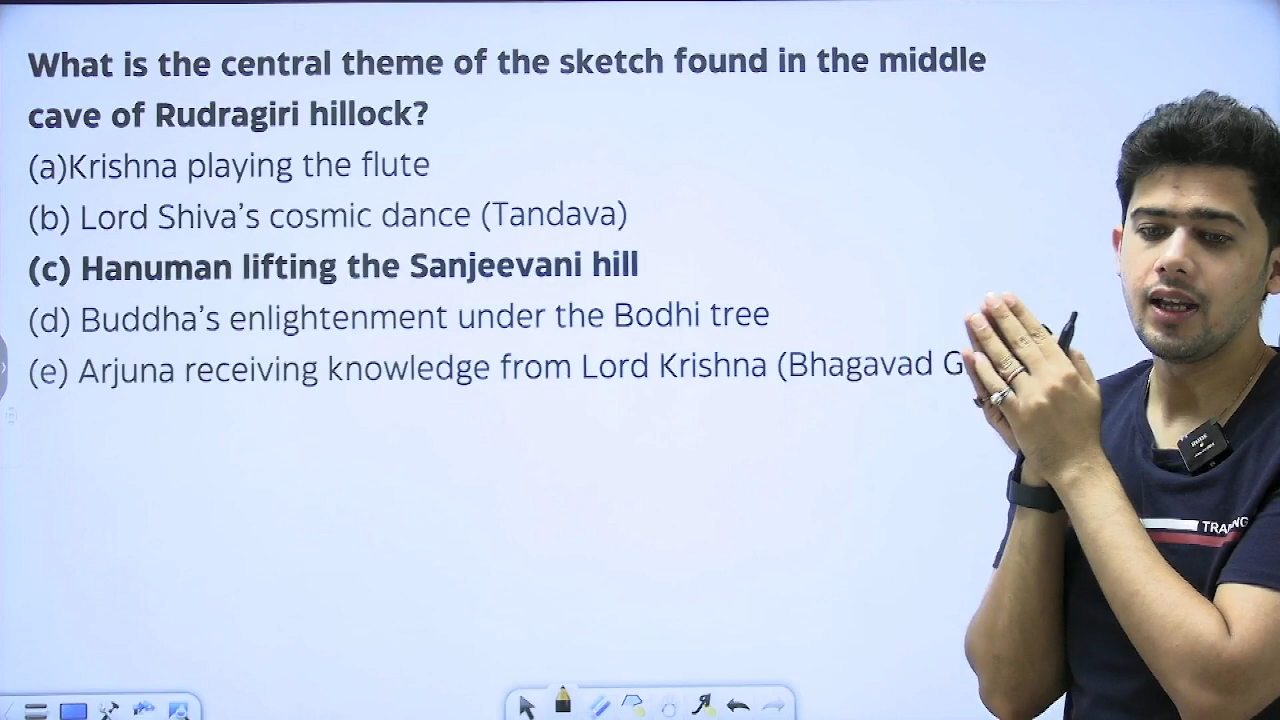 What is the central theme of the sketch found in the middle
cave of Rudragiri hillock?
(a)Krishna playing the flute
(b) Lord Shiva’s cosmic dance (Tandava)
(c) Hanuman lifting the Sanjeevani hill
(d) Buddha’s enlightenment under the Bodhi tree
(e) Arjuna receiving knowledge from Lord Krishna (Bhagavad G